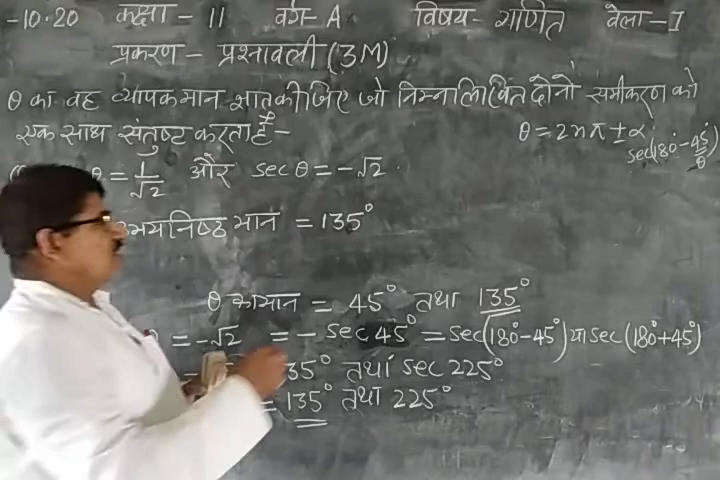 -10.20 कक्षा - 11 वर्ग- A विषय- गणित वेला - I
प्रकरण - प्रश्नावली (3M)
θ का वह व्यापक मान ज्ञात कीजिए जो निम्नलिखित दोनों समीकरण को
एक साथ संतुष्ट करता है -
θ = 2nπ ± α
sec(180° - 45°)
θ
θ = 1/√2 और sec θ = -√2 .
भयनिष्ठ मान = 135°
θ का मान = 45° तथा 135°
= -√2 = - sec 45° = sec(180° - 45°) या sec (180° + 45°)
35° तथा sec 225°
= 135° तथा 225°